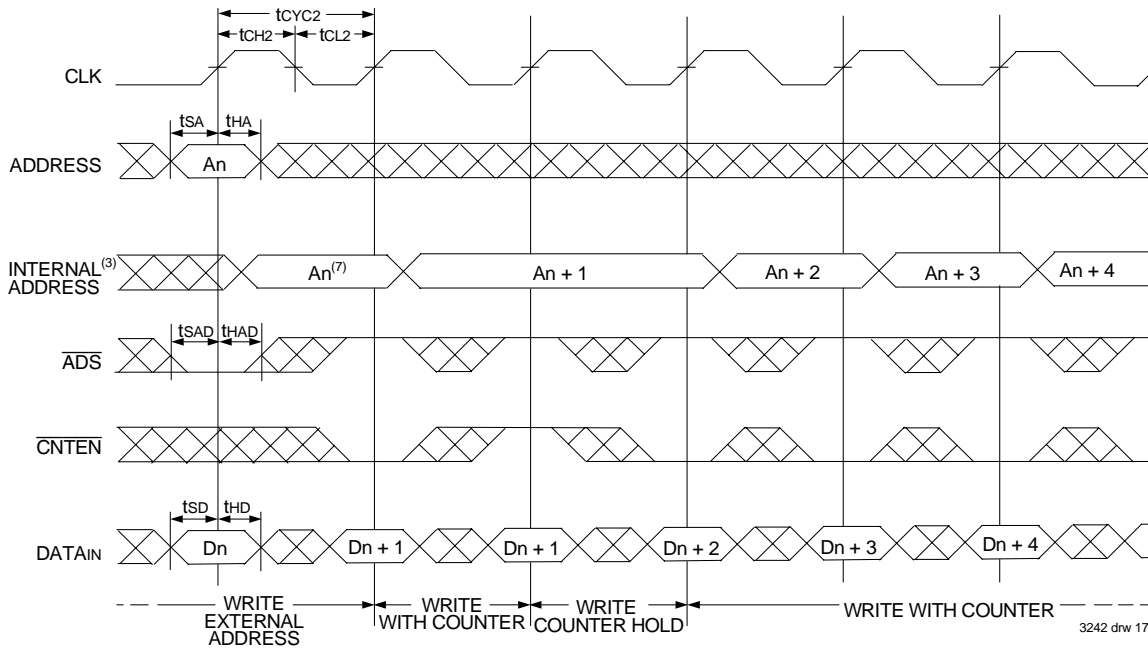 tCYC2
tCH2 tCL2
CLK
tSA tHA
ADDRESS An
INTERNAL(3)
ADDRESS
An(7) An + 1 An + 2 An + 3 An + 4
tSAD tHAD
ADS
CNTEN
tSD tHD
DATAIN Dn Dn + 1 Dn + 1 Dn + 2 Dn + 3 Dn + 4
WRITE
EXTERNAL
ADDRESS
WRITE
WITH COUNTER
WRITE
COUNTER HOLD
WRITE WITH COUNTER
3242 drw 17